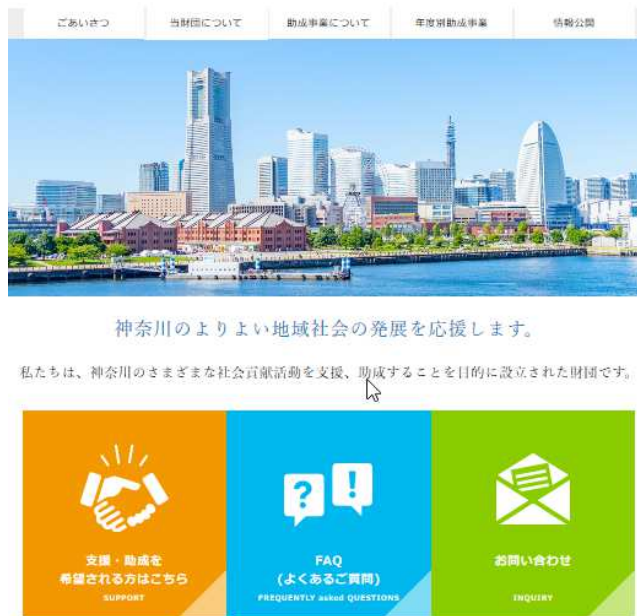 ごあいさつ
当財団について
助成事業について
年度別助成事業
情報公開
神奈川のよりよい地域社会の発展を応援します。
私たちは、神奈川のさまざまな社会貢献活動を支援、助成することを目的に設立された財団です。
支援・助成を
希望される方はこちら
SUPPORT
FAQ
(よくあるご質問)
FREQUENTLY asked QUESTIONS
お問い合わせ
INQUIRY